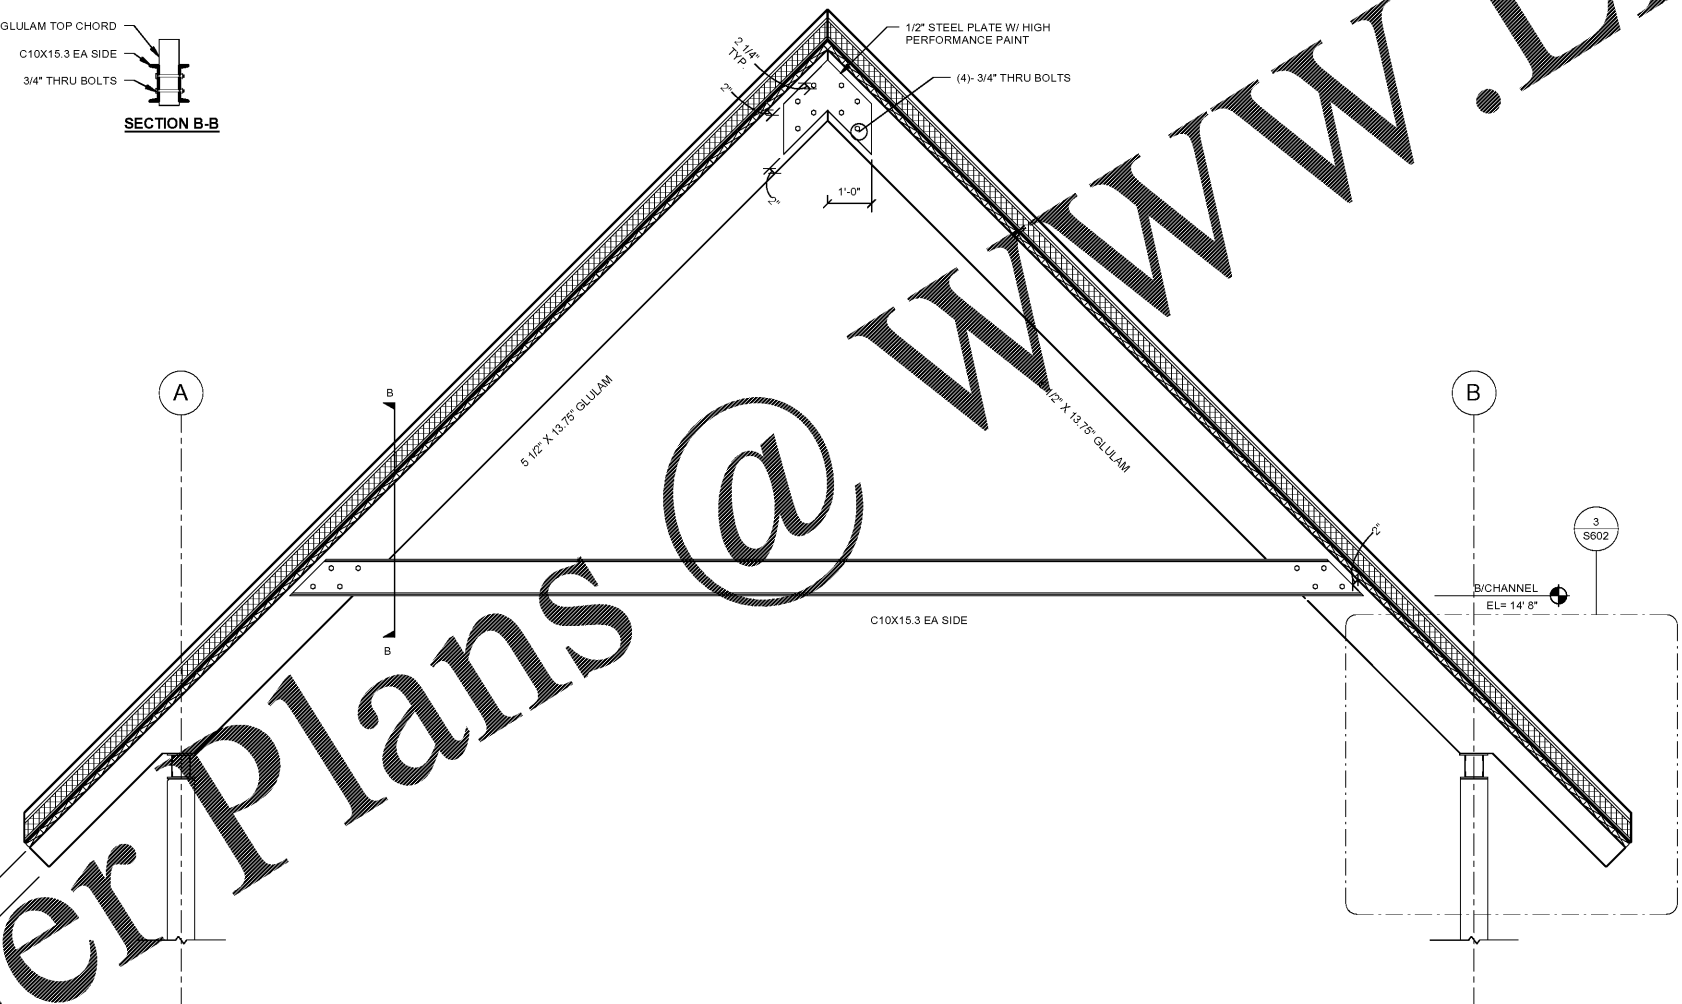 GLULAM TOP CHORD
C10X15.3 EA SIDE
3/4" THRU BOLTS
SECTION B-B
2 1/4"
TYP.
2"
2"
1/2" STEEL PLATE W/ HIGH
PERFORMANCE PAINT
(4)- 3/4" THRU BOLTS
1'-0"
A
B
B
5 1/2" X 13.75" GLULAM
1/2" X 13.75" GLULAM
B
2"
3
S602
B/CHANNEL
EL= 14' 8"
C10X15.3 EA SIDE
er Plans @ WWW.